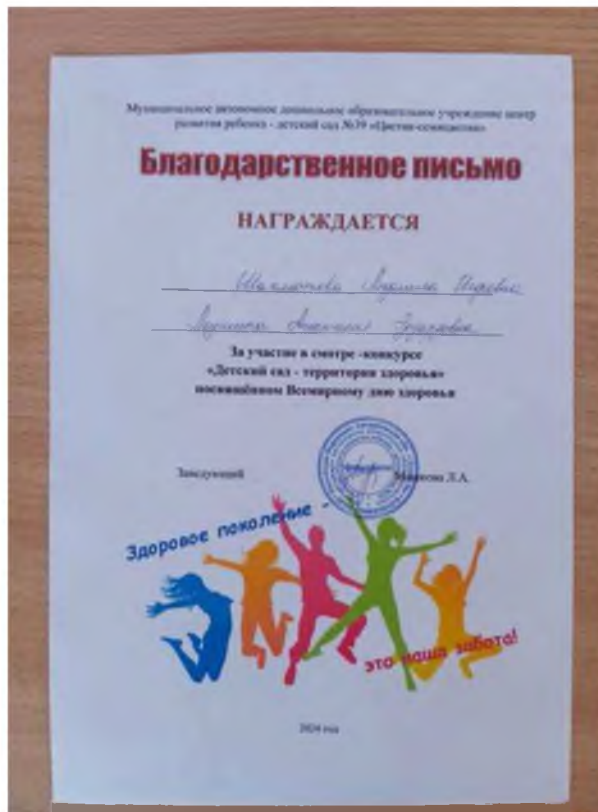 Муниципальное автономное дошкольное образовательное учреждение центр
развития ребенка - детский сад №39 «Цветик-семицветик»
Благодарственное письмо
НАГРАЖДАЕТСЯ
За участие в смотре -конкурсе
«Детский сад - территория здоровья»
посвящённом Всемирному дню здоровья
Заведующий Л.А.
Здоровое поколение -
это наша забота!
2024 год